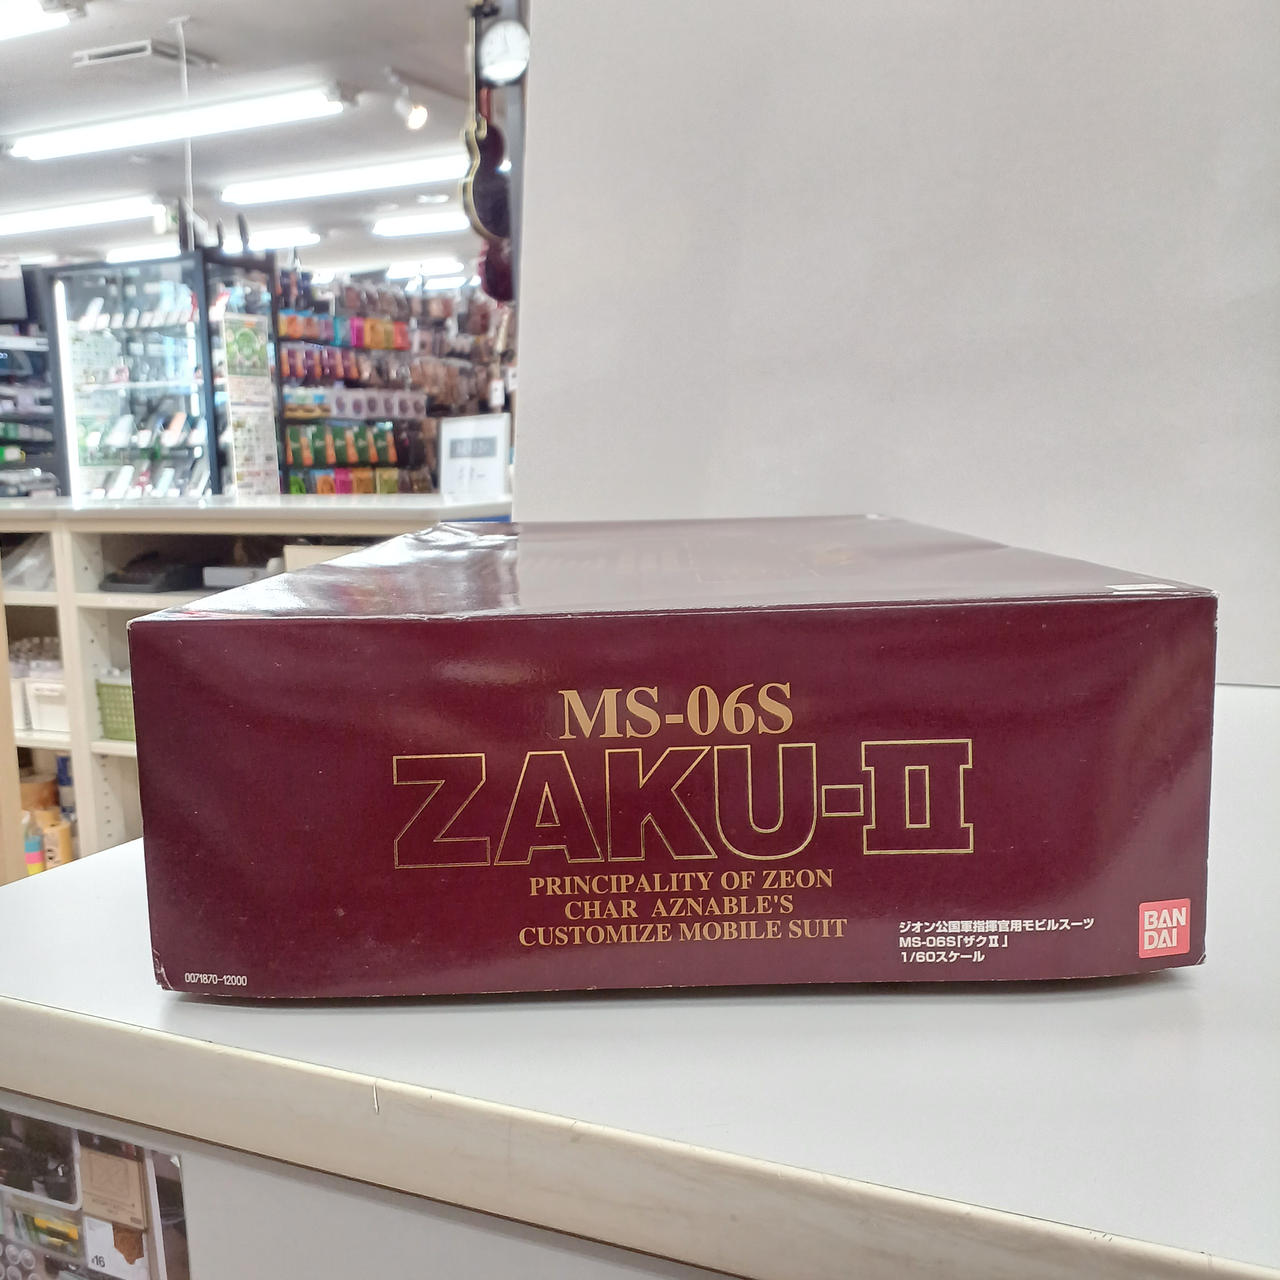 MS-06S
ZAKU-II
PRINCIPALITY OF ZEON
CHAR AZNABLE'S
CUSTOMIZE MOBILE SUIT
ジオン公国軍指揮官用モビルスーツ
MS-06S「ザクⅡ」
1/60スケール
BAN
DAI
0071870-12000